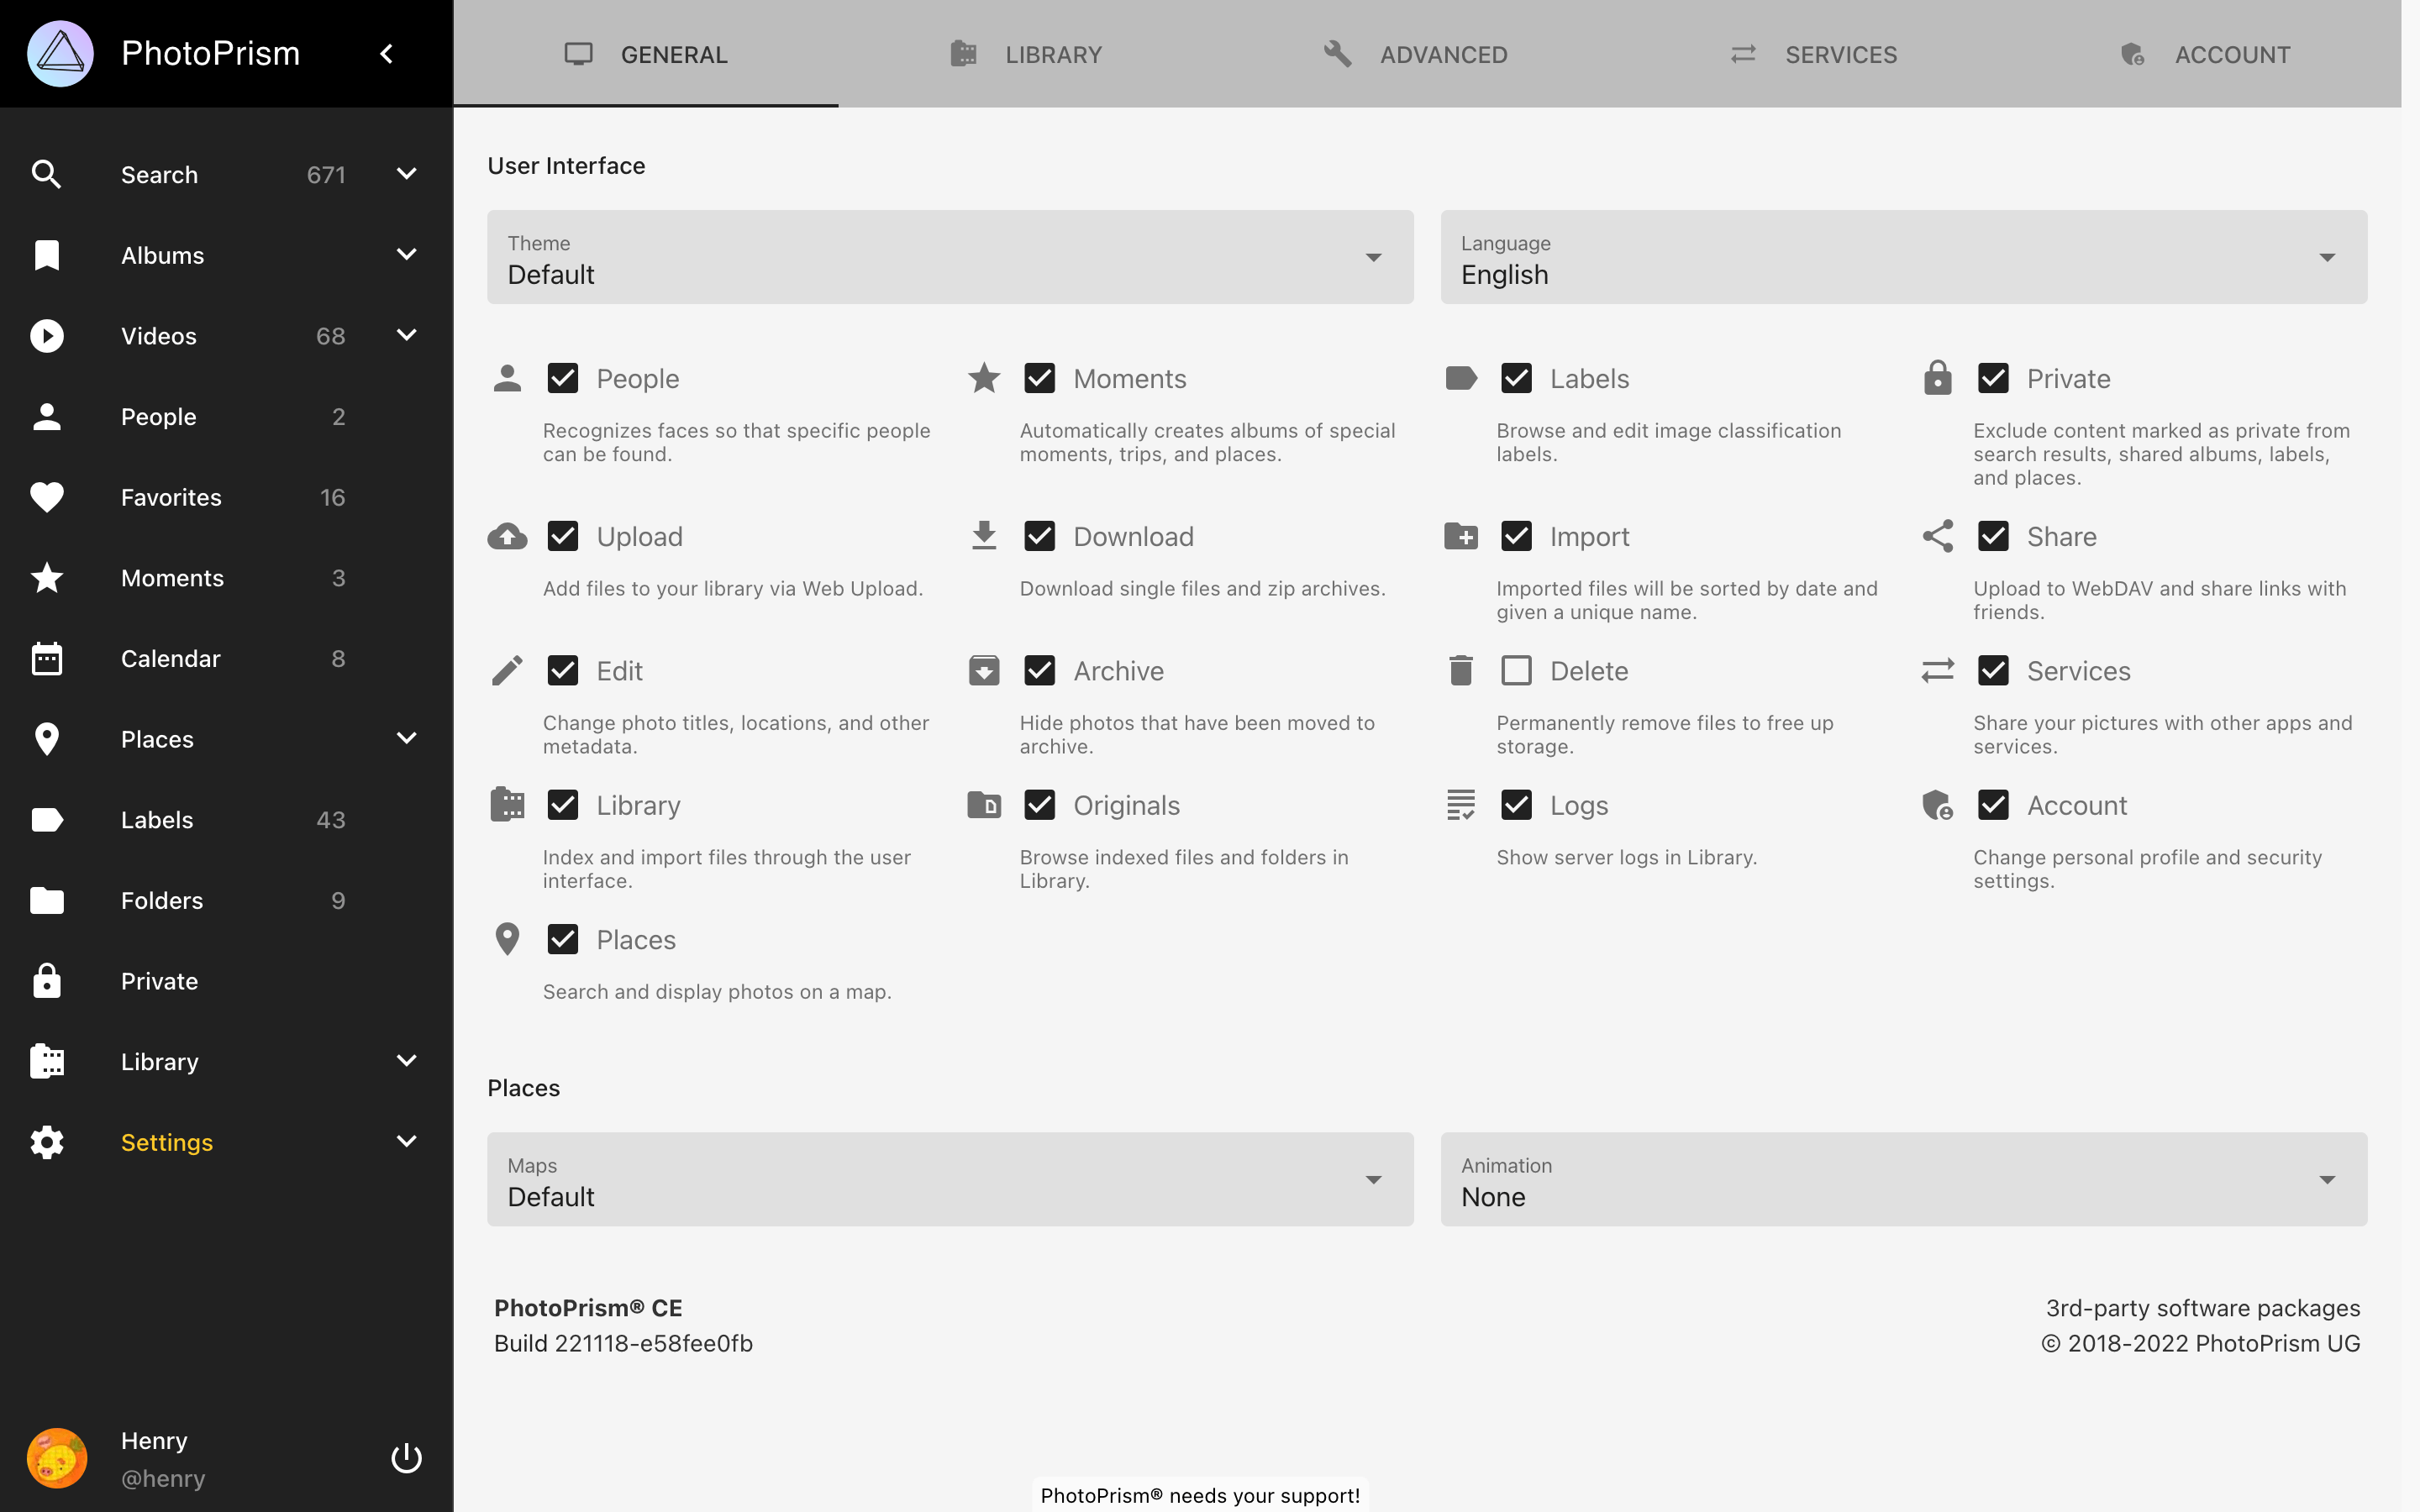 PhotoPrism
Search 671
Albums
Videos 68
People 2
Favorites 16
Moments 3
Calendar 8
Places
Labels 43
Folders 9
Private
Library
Settings
Henry
@henry
GENERAL
LIBRARY
ADVANCED
SERVICES
ACCOUNT
User Interface
Theme
Default
Language
English
People
Recognizes faces so that specific people
can be found.
Moments
Automatically creates albums of special
moments, trips, and places.
Labels
Browse and edit image classification
labels.
Private
Exclude content marked as private from
search results, shared albums, labels,
and places.
Upload
Add files to your library via Web Upload.
Download
Download single files and zip archives.
Import
Imported files will be sorted by date and
given a unique name.
Share
Upload to WebDAV and share links with
friends.
Edit
Change photo titles, locations, and other
metadata.
Archive
Hide photos that have been moved to
archive.
Delete
Permanently remove files to free up
storage.
Services
Share your pictures with other apps and
services.
Library
Index and import files through the user
interface.
Originals
Browse indexed files and folders in
Library.
Logs
Show server logs in Library.
Account
Change personal profile and security
settings.
Places
Search and display photos on a map.
Places
Maps
Default
Animation
None
PhotoPrism® CE
Build 221118-e58fee0fb
3rd-party software packages
© 2018-2022 PhotoPrism UG
PhotoPrism® needs your support!